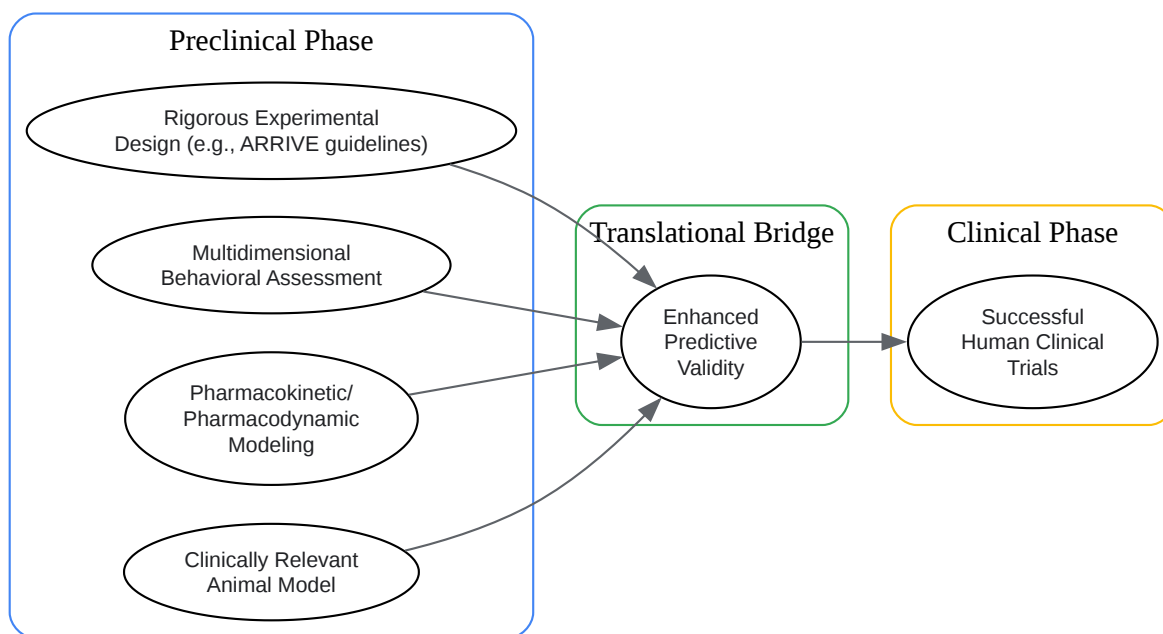 Preclinical Phase
Rigorous Experimental
Design (e.g., ARRIVE guidelines)
Multidimensional
Behavioral Assessment
Pharmacokinetic/
Pharmacodynamic
Modeling
Clinically Relevant
Animal Model
Translational Bridge
Enhanced
Predictive
Validity
Clinical Phase
Successful
Human Clinical
Trials